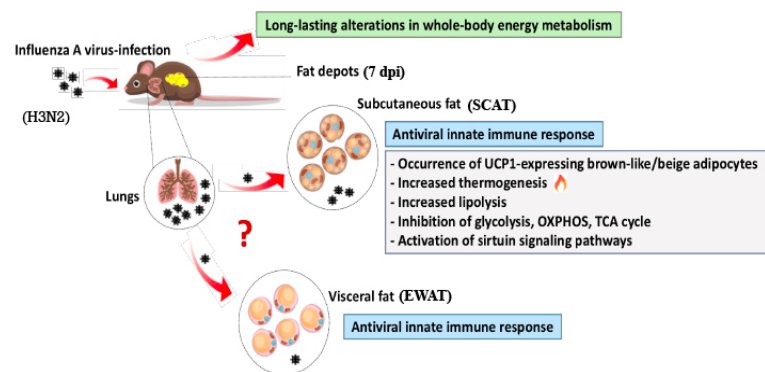 Long-lasting alterations in whole-body energy metabolism
Influenza A virus-infection
(H3N2)
Fat depots (7 dpi)
Subcutaneous fat (SCAT)
Antiviral innate immune response
- Occurrence of UCP1-expressing brown-like/beige adipocytes
- Increased thermogenesis
- Increased lipolysis
- Inhibition of glycolysis, OXPHOS, TCA cycle
- Activation of sirtuin signaling pathways
Lungs
?
Visceral fat (EWAT)
Antiviral innate immune response